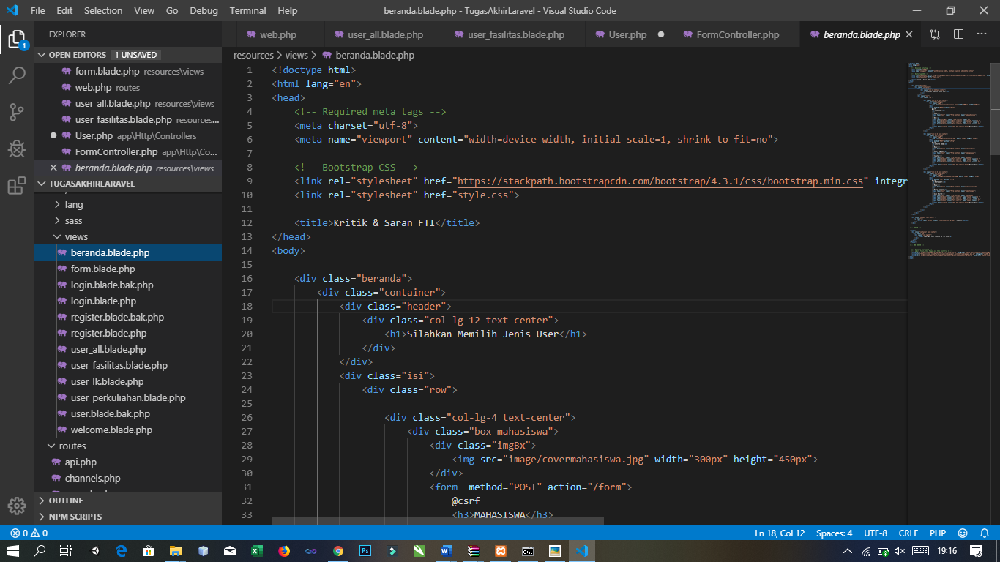 File Edit Selection View Go Debug Terminal Help
beranda.blade.php - TugasAkhirLaravel - Visual Studio Code
1
EXPLORER
OPEN EDITORS 1 UNSAVED
form.blade.php resources\views
web.php routes
user_all.blade.php resources\views
user_fasilitas.blade.php resources...
User.php app\Http\Controllers
FormController.php app\Http\Co...
beranda.blade.php resources\views
TUGASAKHIRLARAVEL
lang
sass
views
beranda.blade.php
form.blade.php
login.blade.bak.php
login.blade.php
register.blade.bak.php
register.blade.php
user_all.blade.php
user_fasilitas.blade.php
user_lk.blade.php
user_perkuliahan.blade.php
user.blade.bak.php
welcome.blade.php
routes
api.php
channels.php
OUTLINE
NPM SCRIPTS
web.php user_all.blade.php user_fasilitas.blade.php User.php FormController.php beranda.blade.php
resources > views > beranda.blade.php
1 <!doctype html>
2 <html lang="en">
3 <head>
4 <!-- Required meta tags -->
5 <meta charset="utf-8">
6 <meta name="viewport" content="width=device-width, initial-scale=1, shrink-to-fit=no">
7
8 <!-- Bootstrap CSS -->
9 <link rel="stylesheet" href="https://stackpath.bootstrapcdn.com/bootstrap/4.3.1/css/bootstrap.min.css" integr
10 <link rel="stylesheet" href="style.css">
11
12 <title>Kritik & Saran FTI</title>
13 </head>
14 <body>
15
16 <div class="beranda">
17 <div class="container">
18 <div class="header">
19 <div class="col-lg-12 text-center">
20 <h1>Silahkan Memilih Jenis User</h1>
21 </div>
22 </div>
23 <div class="isi">
24 <div class="row">
25
26 <div class="col-lg-4 text-center">
27 <div class="box-mahasiswa">
28 <div class="imgBx">
29 <img src="image/covermahasiswa.jpg" width="300px" height="450px">
30 </div>
31 <form  method="POST" action="/form">
32 @csrf
33 <h3>MAHASISWA</h3>
0 0 Ln 18, Col 12 Spaces: 4 UTF-8 CRLF PHP
19:16